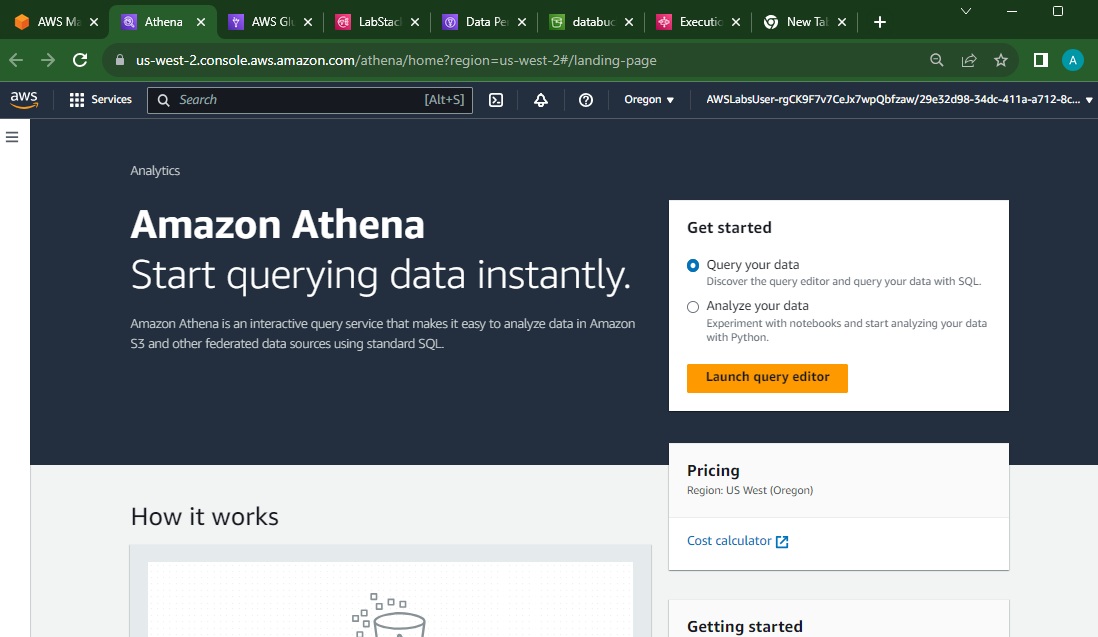 AWS Ma
Athena
AWS Glu
LabStac
Data Per
databuc
Executio
New Tab
us-west-2.console.aws.amazon.com/athena/home?region=us-west-2#/landing-page
A
aws
Services
Search
[Alt+S]
Oregon
AWSLabsUser-rgCK9F7v7CeJx7wpQbfzaw/29e32d98-34dc-411a-a712-8c...
Analytics
Amazon Athena
Start querying data instantly.
Amazon Athena is an interactive query service that makes it easy to analyze data in Amazon
S3 and other federated data sources using standard SQL.
Get started
Query your data
Discover the query editor and query your data with SQL.
Analyze your data
Experiment with notebooks and start analyzing your data
with Python.
Launch query editor
Pricing
Region: US West (Oregon)
Cost calculator
How it works
Getting started